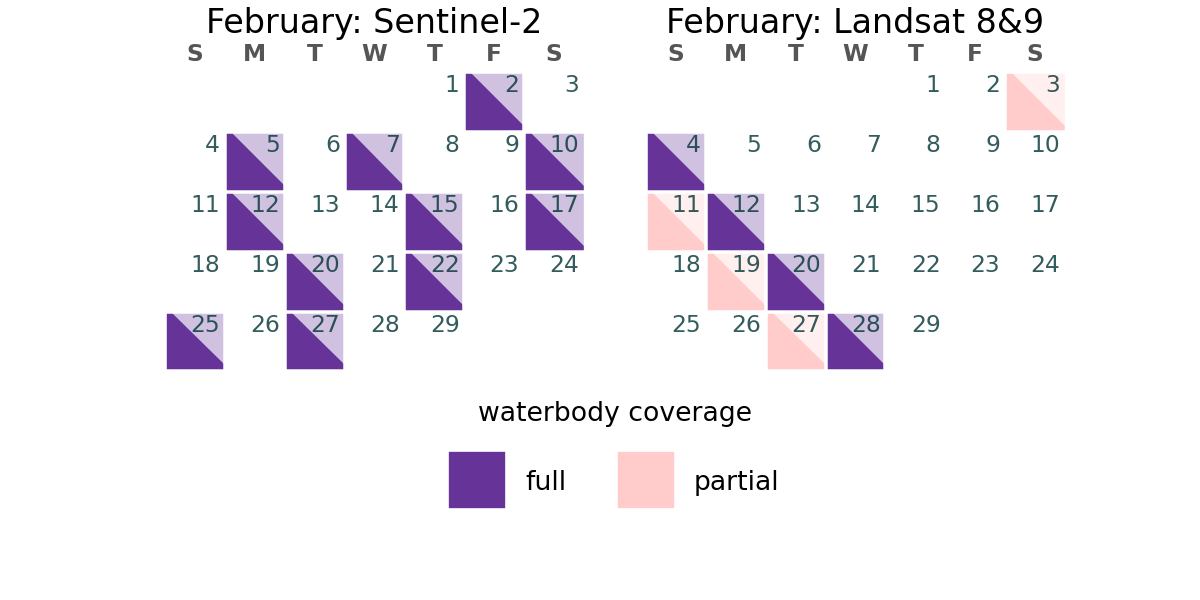 February: Sentinel-2
S M T W T F S
1 2 3
4 5 6 7 8 9 10
11 12 13 14 15 16 17
18 19 20 21 22 23 24
25 26 27 28 29
February: Landsat 8&9
S M T W T F S
1 2 3
4 5 6 7 8 9 10
11 12 13 14 15 16 17
18 19 20 21 22 23 24
25 26 27 28 29
waterbody coverage
full partial